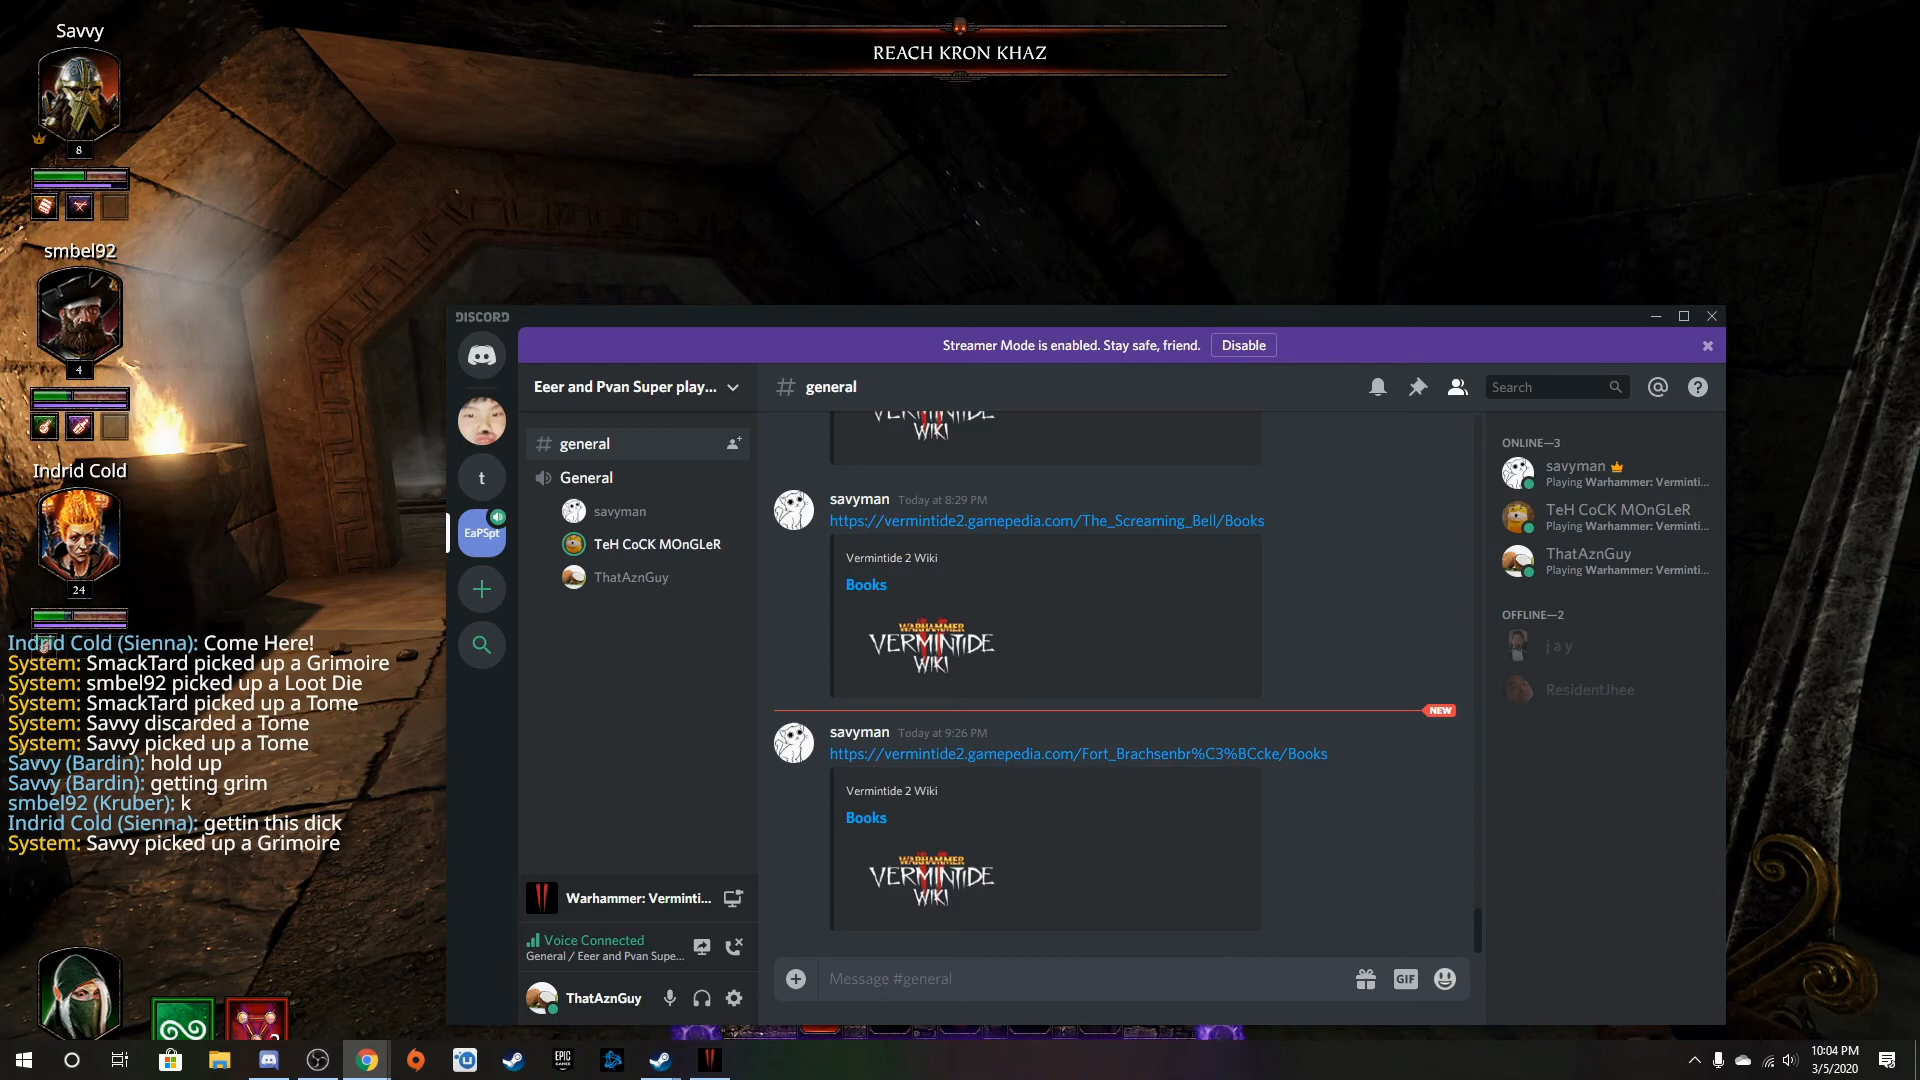 Savvy
8
smbel92
4
Indrid Cold
24
REACH KRON KHAZ
Indrid Cold (Sienna): Come Here!
System: SmackTard picked up a Grimoire
System: smbel92 picked up a Loot Die
System: SmackTard picked up a Tome
System: Savvy discarded a Tome
System: Savvy picked up a Tome
Savvy (Bardin): hold up
Savvy (Bardin): getting grim
smbel92 (Kruber): k
Indrid Cold (Sienna): gettin this dick
System: Savvy picked up a Grimoire
DISCORD
Streamer Mode is enabled. Stay safe, friend. Disable
Eeer and Pvan Super play...
t
EaPSpt
# general
General
savyman
TeH CoCK MOnGLeR
ThatAznGuy
Warhammer: Verminti...
Voice Connected
General / Eeer and Pvan Supe...
ThatAznGuy
# general
Search
WARHAMMER
VERMINTIDE
WIKI
savyman Today at 8:29 PM
https://vermintide2.gamepedia.com/The_Screaming_Bell/Books
Vermintide 2 Wiki
Books
WARHAMMER
VERMINTIDE
WIKI
NEW
savyman Today at 9:26 PM
https://vermintide2.gamepedia.com/Fort_Brachsenbr%C3%BCcke/Books
Vermintide 2 Wiki
Books
WARHAMMER
VERMINTIDE
WIKI
Message #general
GIF
ONLINE—3
savyman
Playing Warhammer: Verminti...
TeH CoCK MOnGLeR
Playing Warhammer: Verminti...
ThatAznGuy
Playing Warhammer: Verminti...
OFFLINE—2
j a y
ResidentJhee
EPIC
GAMES
10:04 PM
3/5/2020